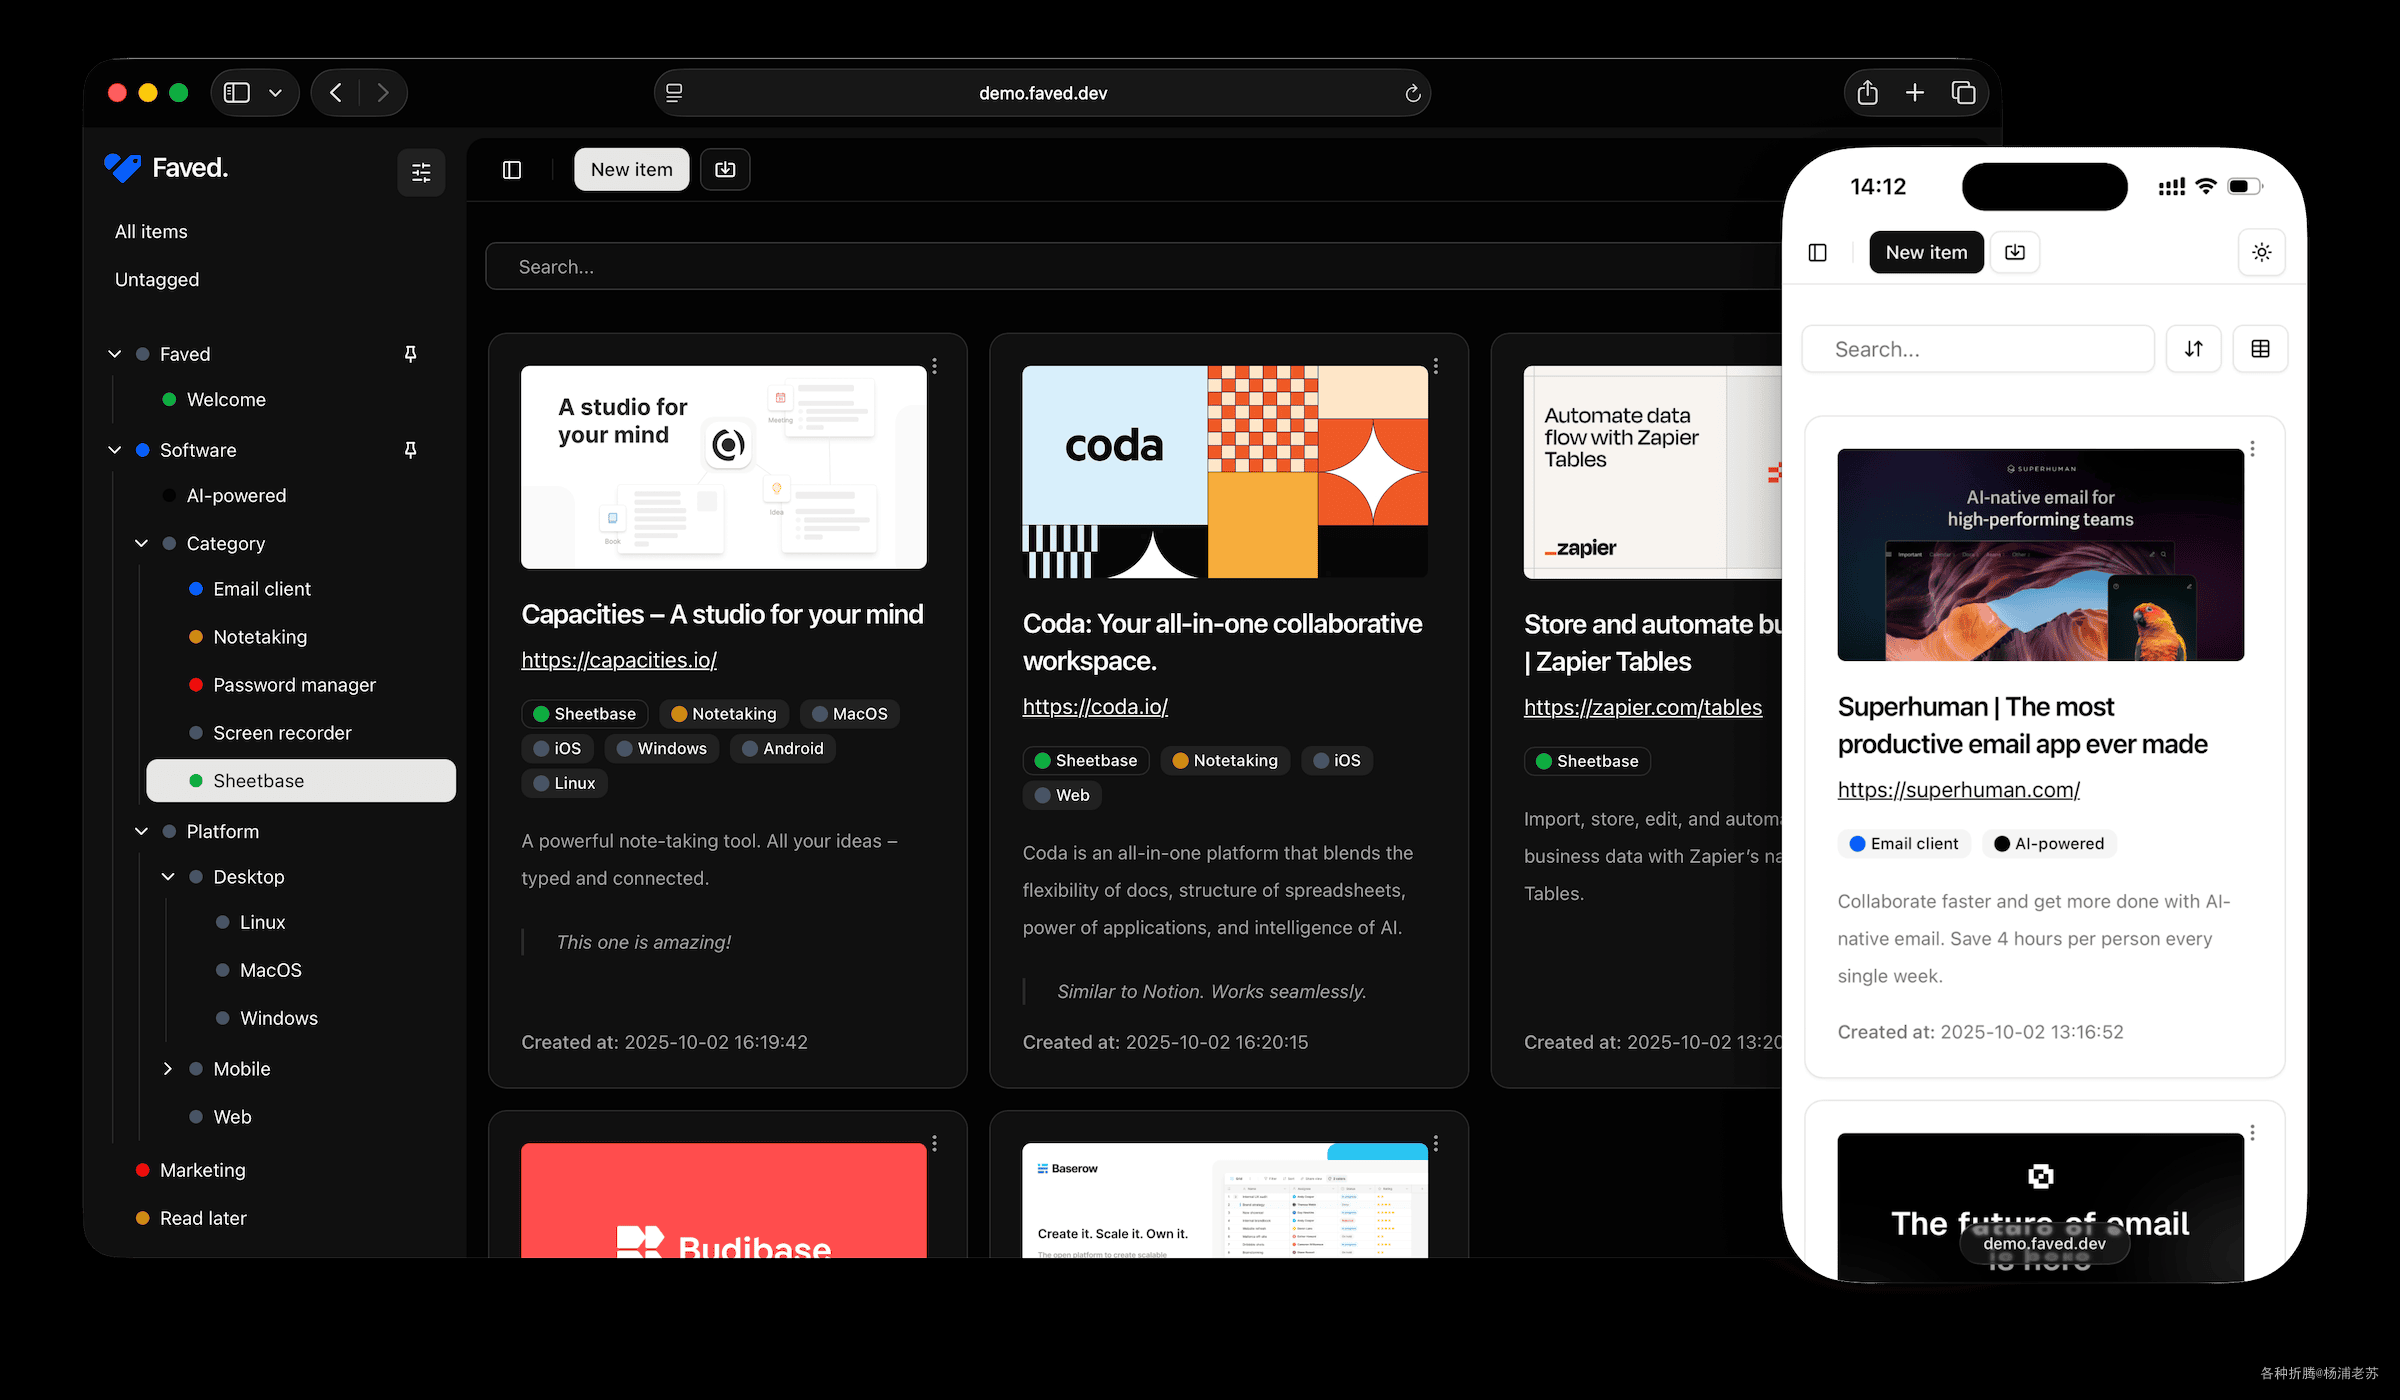 demo.faved.dev
Faved.
All items
Untagged
Faved
Welcome
Software
AI-powered
Category
Email client
Notetaking
Password manager
Screen recorder
Sheetbase
Platform
Desktop
Linux
MacOS
Windows
Mobile
Web
Marketing
Read later
New item
Search...
A studio for
your mind
Meeting
Idea
Book
Capacities – A studio for your mind
https://capacities.io/
Sheetbase Notetaking MacOS
iOS Windows Android
Linux
A powerful note-taking tool. All your ideas –
typed and connected.
This one is amazing!
Created at: 2025-10-02 16:19:42
coda
Coda: Your all-in-one collaborative
workspace.
https://coda.io/
Sheetbase Notetaking iOS
Web
Coda is an all-in-one platform that blends the
flexibility of docs, structure of spreadsheets,
power of applications, and intelligence of AI.
Similar to Notion. Works seamlessly.
Created at: 2025-10-02 16:20:15
Automate data
flow with Zapier
Tables
zapier
Store and automate bu
| Zapier Tables
https://zapier.com/tables
Sheetbase
Import, store, edit, and automa
business data with Zapier's na
Tables.
Created at: 2025-10-02 13:20
Budibase
Baserow
Create it. Scale it. Own it.
The open platform to create scalable
14:12
New item
Search...
SUPERHUMAN
AI-native email for
high-performing teams
Superhuman | The most
productive email app ever made
https://superhuman.com/
Email client AI-powered
Collaborate faster and get more done with AI-
native email. Save 4 hours per person every
single week.
Created at: 2025-10-02 13:16:52
The future of email
is here
demo.faved.dev
各种折腾@杨浦老苏